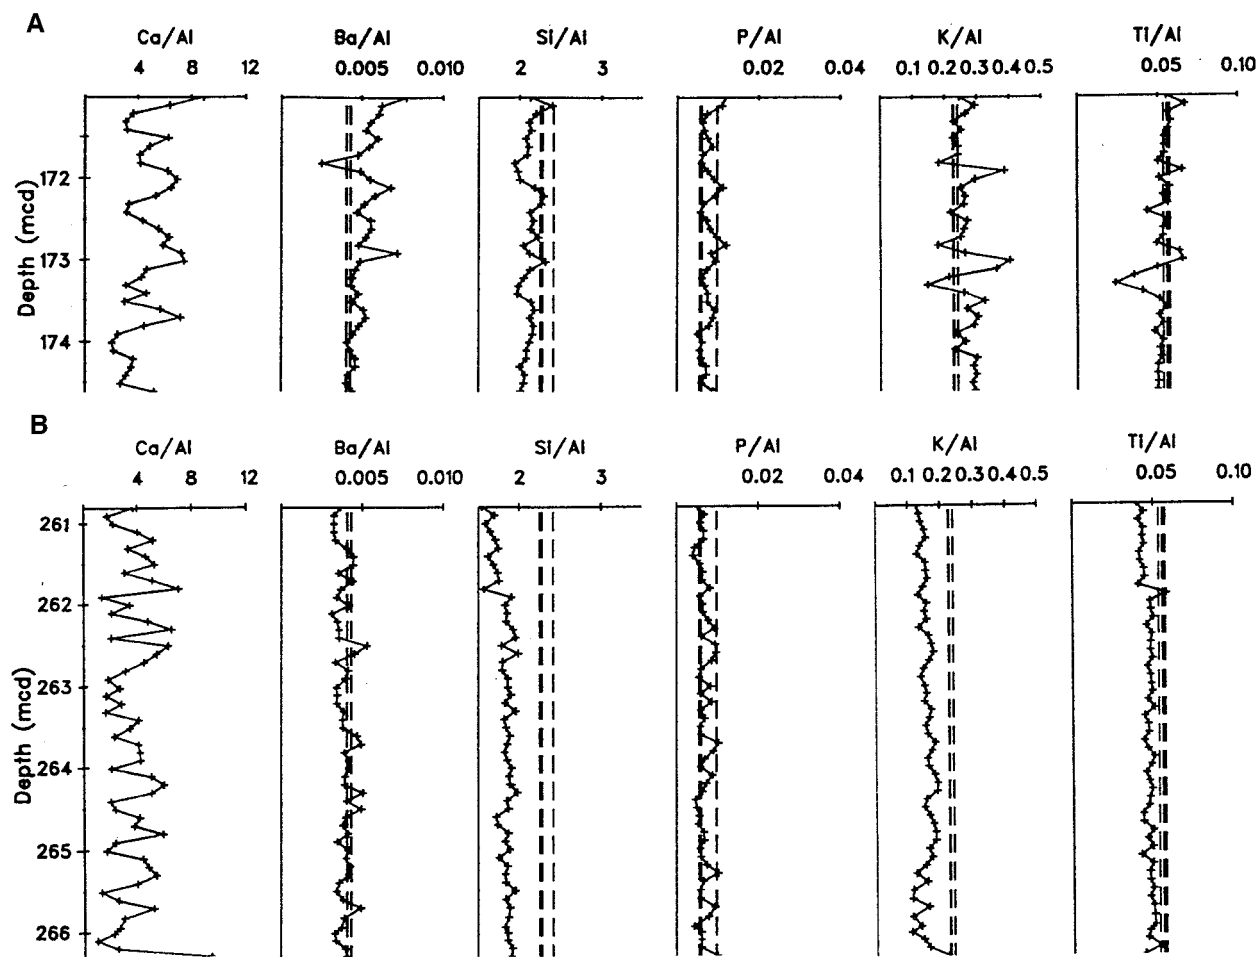 A
Ca/Al Ba/Al Si/Al P/Al K/Al Ti/Al
4 8 12 0.005 0.010 2 3 0.02 0.04 0.1 0.2 0.3 0.4 0.5 0.05 0.10
Depth (mcd)
172
173
174
B
Ca/Al Ba/Al Si/Al P/Al K/Al Ti/Al
4 8 12 0.005 0.010 2 3 0.02 0.04 0.1 0.2 0.3 0.4 0.5 0.05 0.10
Depth (mcd)
261
262
263
264
265
266